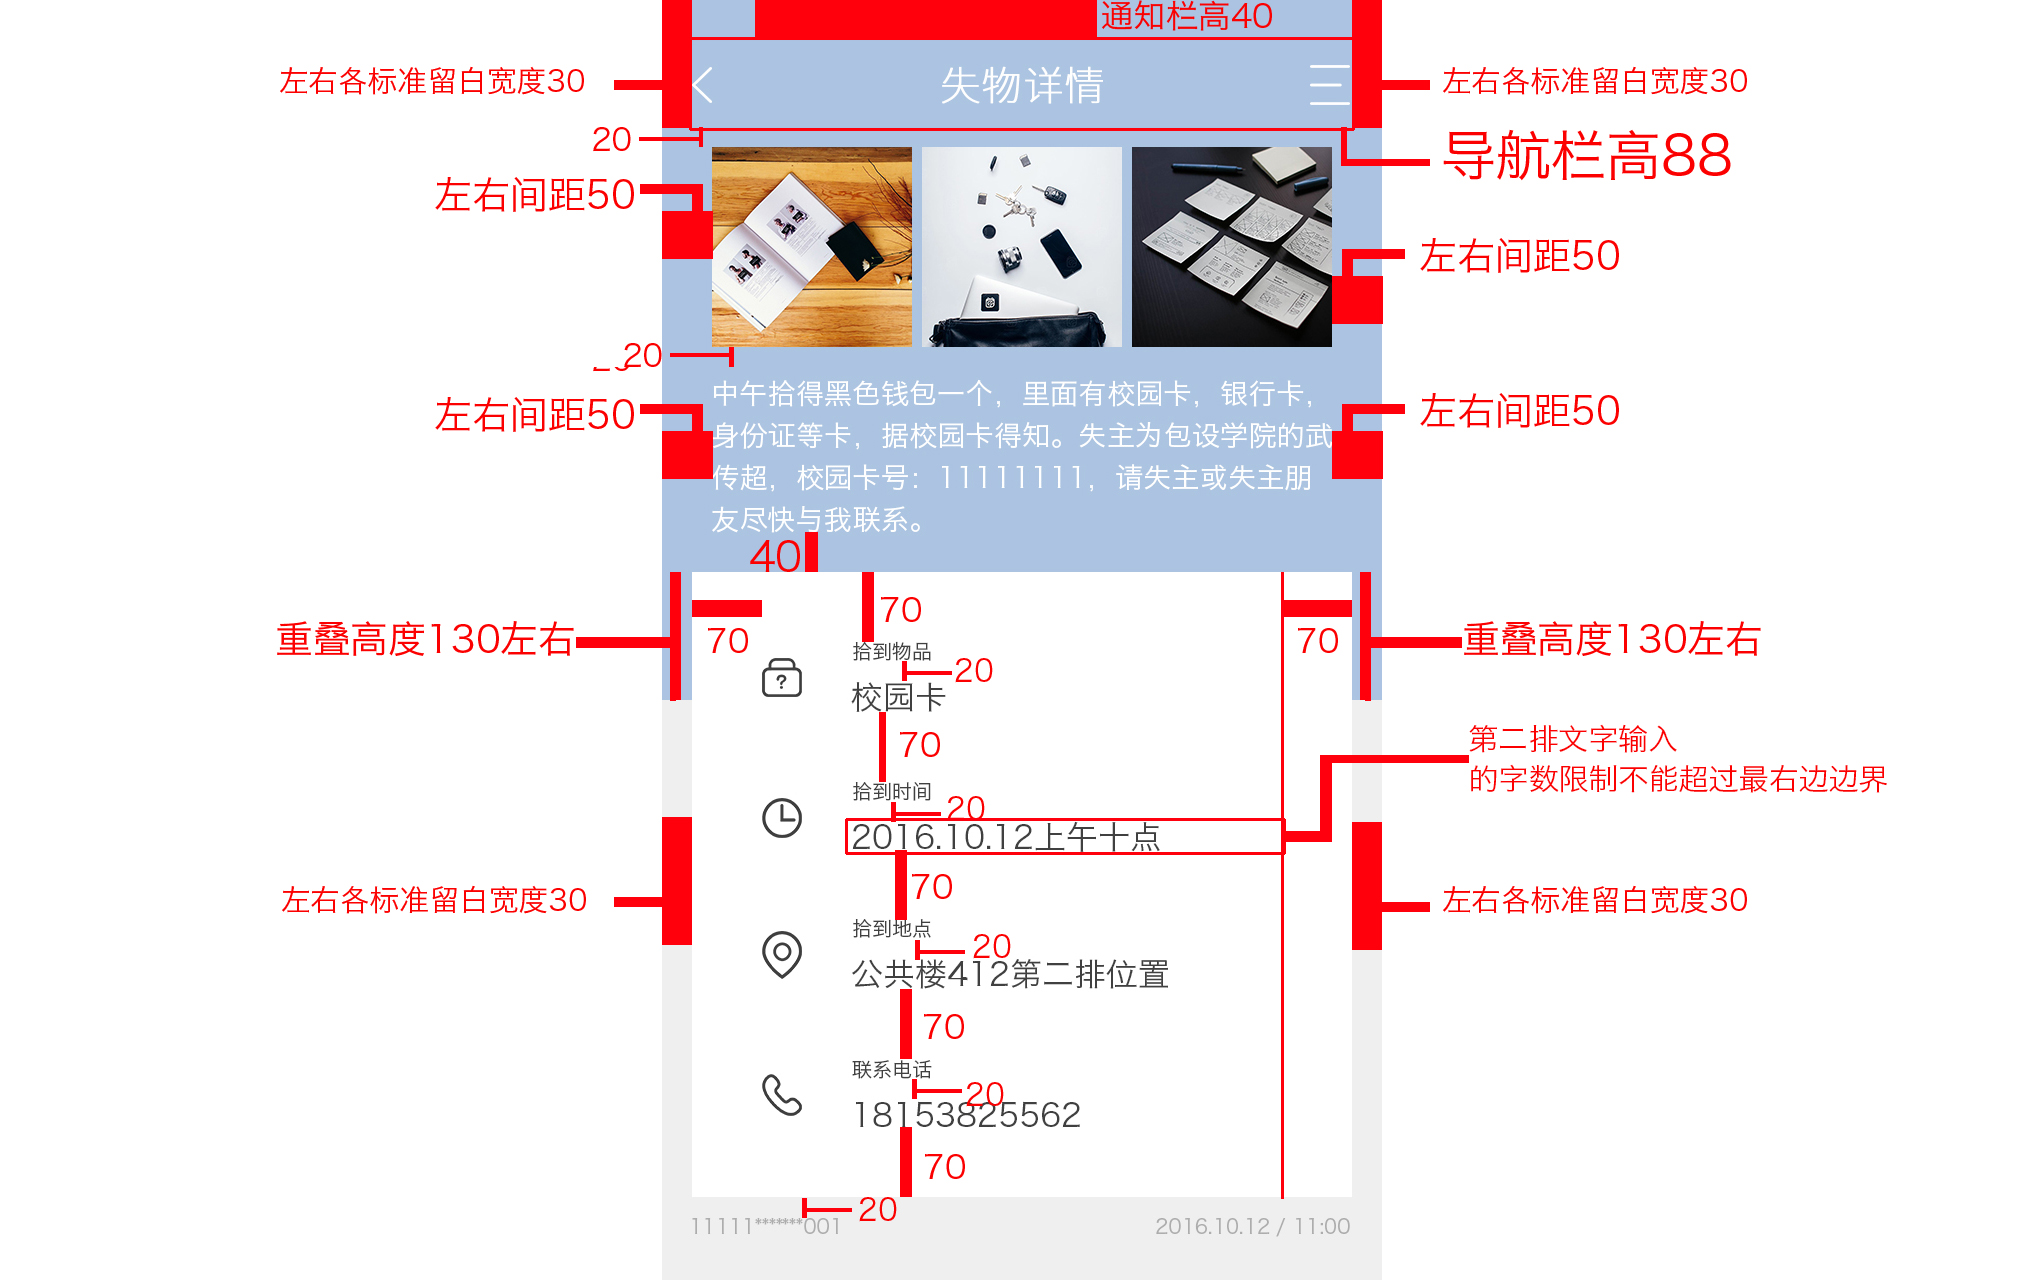 通知栏高40
左右各标准留白宽度30
失物详情
左右各标准留白宽度30
20
导航栏高88
左右间距50
左右间距50
20
中午拾得黑色钱包一个，里面有校园卡，银行卡，
左右间距50
左右间距50
身份证等卡，据校园卡得知。失主为包设学院的武
传超，校园卡号：11111111，请失主或失主朋
友尽快与我联系。
40
70
重叠高度130左右
70
70
重叠高度130左右
拾到物品
20
校园卡
70
第二排文字输入
的字数限制不能超过最右边边界
拾到时间
20
2016.10.12上午十点
70
左右各标准留白宽度30
左右各标准留白宽度30
拾到地点
20
公共楼412第二排位置
70
联系电话
20
18153825562
70
20
11111*******001
2016.10.12 / 11:00